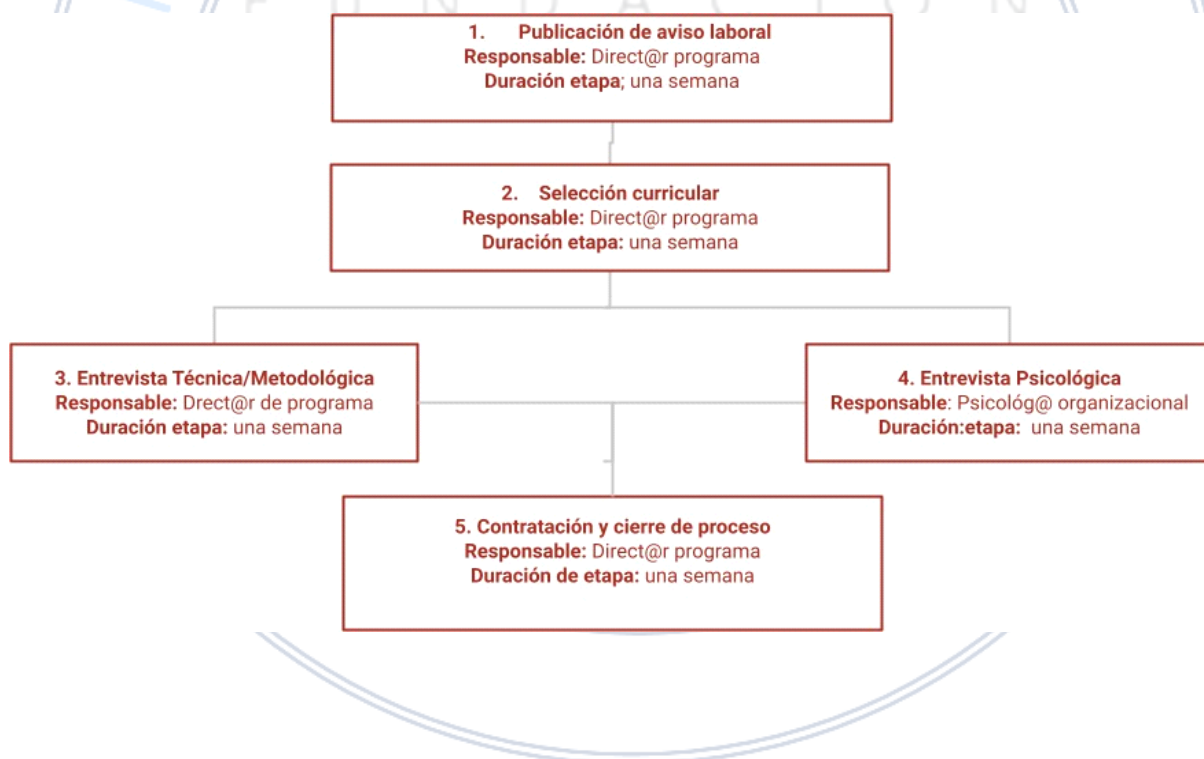 FUNDACIÓN
1. Publicación de aviso laboral
Responsable: Direct@r programa
Duración etapa; una semana
2. Selección curricular
Responsable: Direct@r programa
Duración etapa: una semana
3. Entrevista Técnica/Metodológica
Responsable: Drect@r de programa
Duración etapa: una semana
4. Entrevista Psicológica
Responsable: Psicológ@ organizacional
Duración:etapa: una semana
5. Contratación y cierre de proceso
Responsable: Direct@r programa
Duración de etapa: una semana